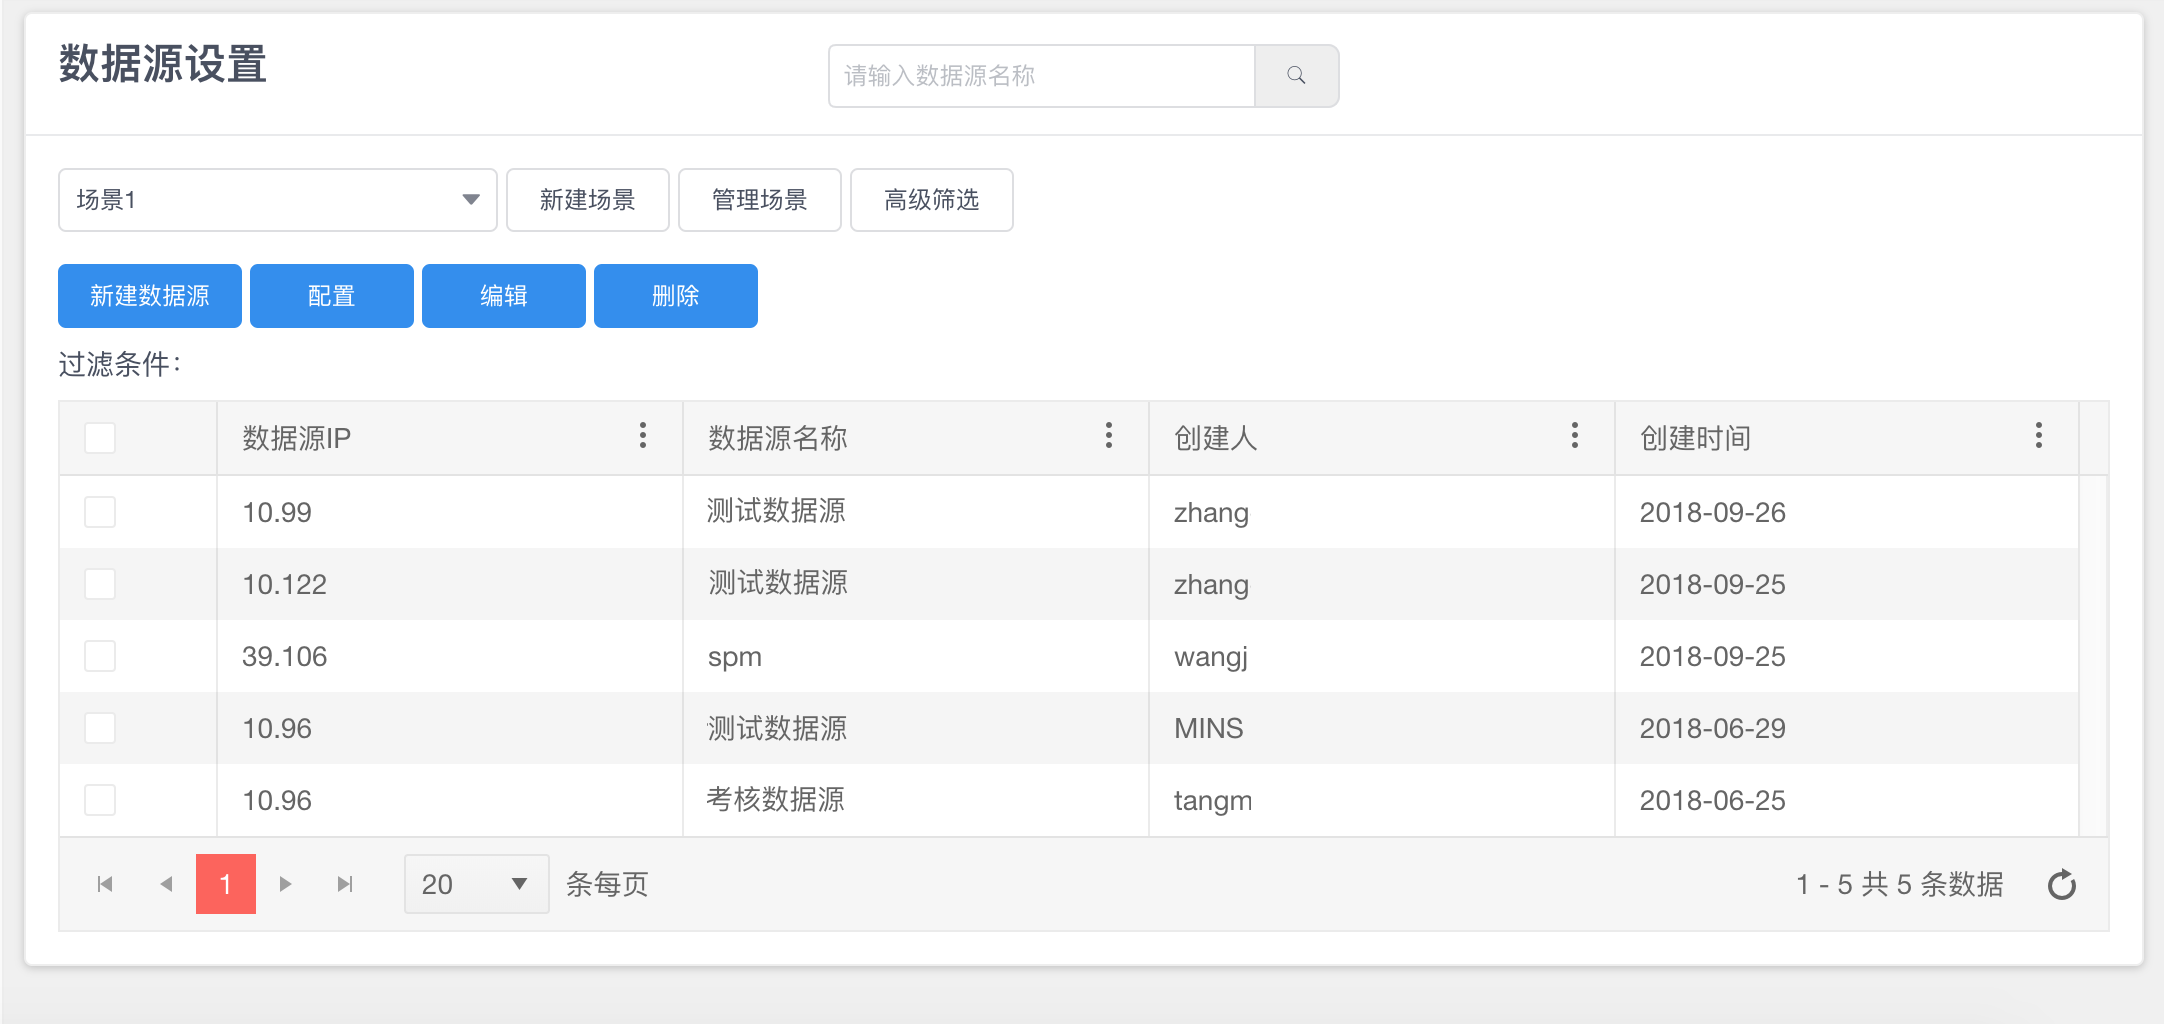 数据源设置
请输入数据源名称
场景1 新建场景 管理场景 高级筛选
新建数据源 配置 编辑 删除
过滤条件：
数据源IP 数据源名称 创建人 创建时间
10.99 测试数据源 zhang 2018-09-26
10.122 测试数据源 zhang 2018-09-25
39.106 spm wangj 2018-09-25
10.96 测试数据源 MINS 2018-06-29
10.96 考核数据源 tangm 2018-06-25
1 20 条每页 1 - 5 共 5 条数据